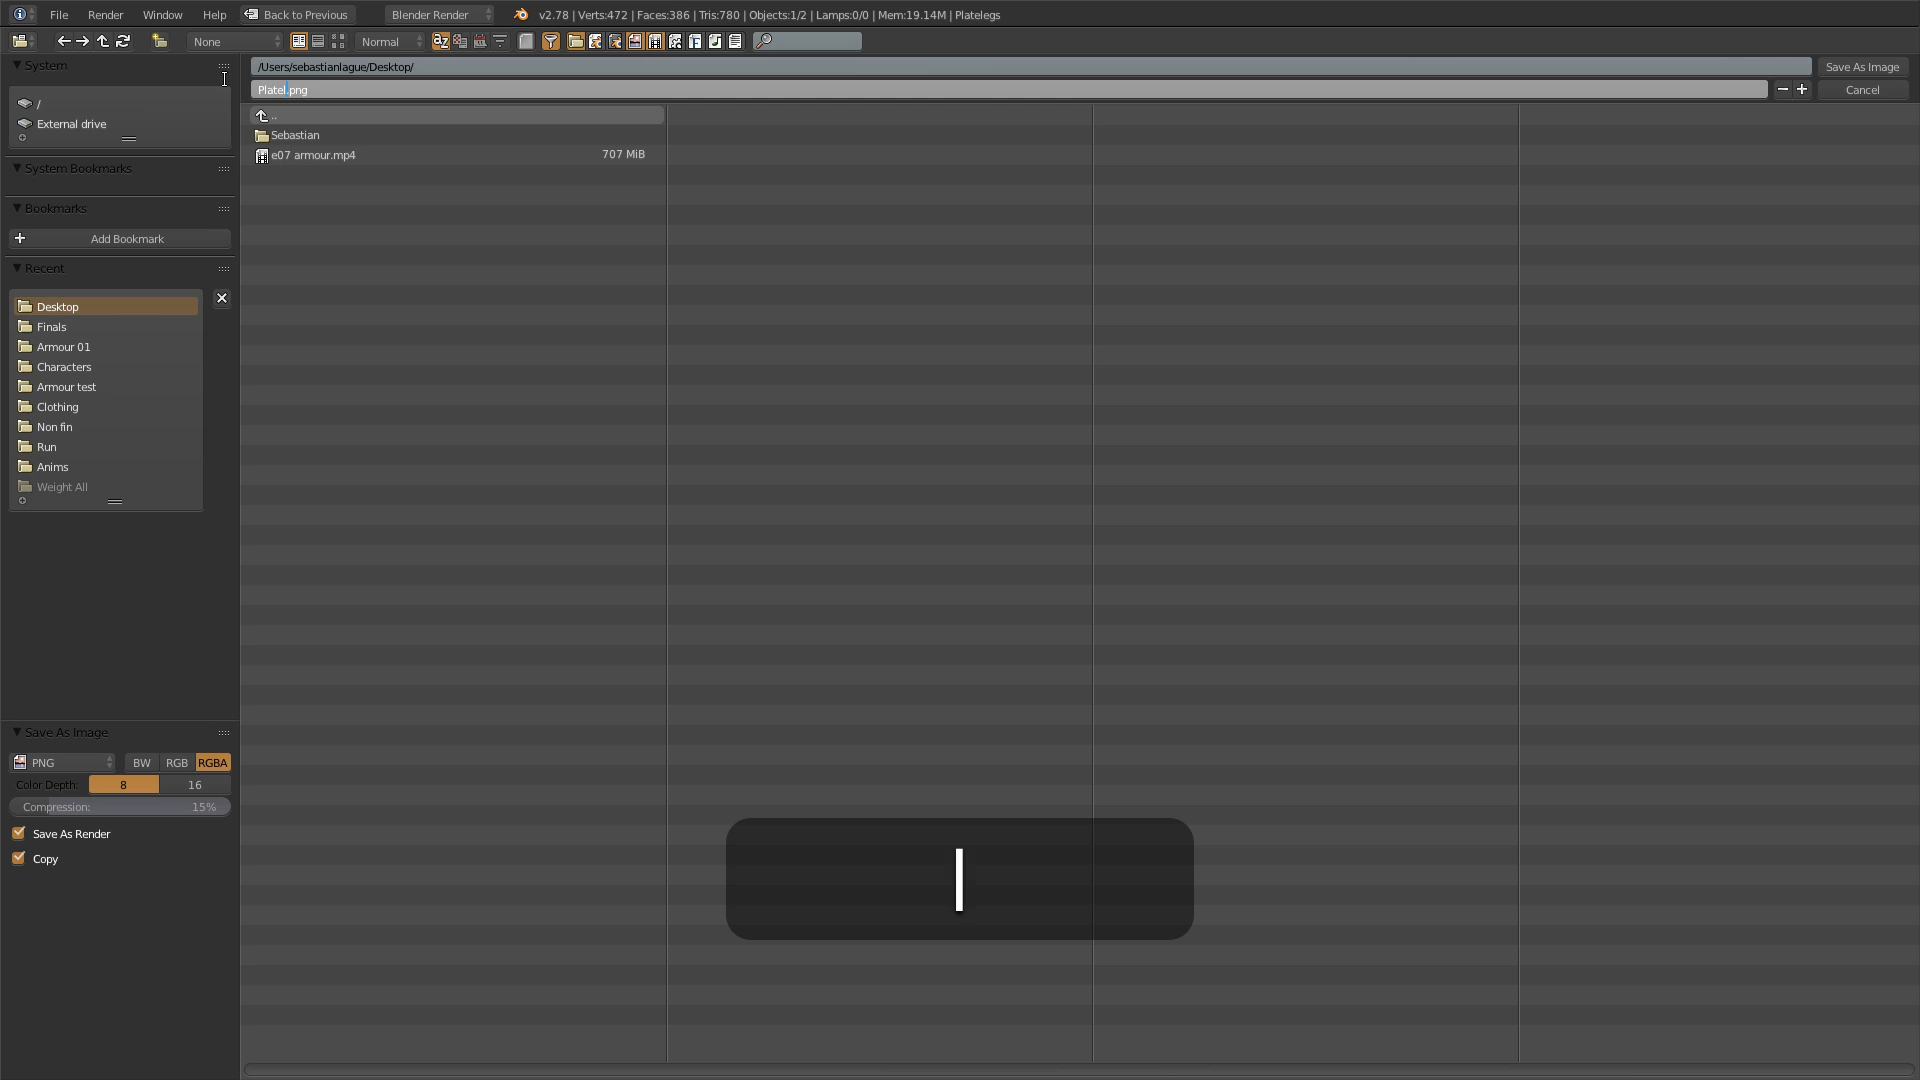 File Render Window Help Back to Previous Blender Render v2.78 | Verts:472 | Faces:386 | Tris:780 | Objects:1/2 | Lamps:0/0 | Mem:19.14M | Platelegs
None Normal
System
/
External drive
System Bookmarks
Bookmarks
Add Bookmark
Recent
Desktop
Finals
Armour 01
Characters
Armour test
Clothing
Non fin
Run
Anims
Weight All
Save As Image
PNG BW RGB RGBA
Color Depth: 8 16
Compression: 15%
Save As Render
Copy
/Users/sebastianlague/Desktop/ Save As Image
Platel.png Cancel
..
Sebastian
e07 armour.mp4 707 MiB
l